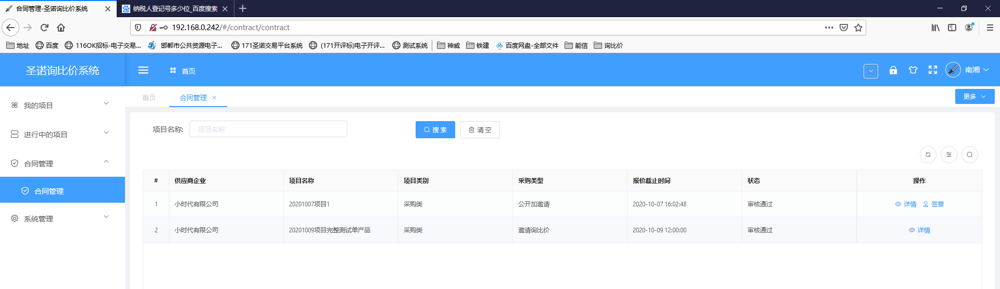 合同管理-圣诺询比价系统
纳税人登记号多少位_百度搜索
192.168.0.242/#/contract/contract
地址 百度 116OK招标-电子交易... 邯郸市公共资源电子... 171圣诺交易平台系统 (171开评标)电子开评... 测试系统 神威 铁建 百度网盘-全部文件 能信 询比价
圣诺询比价系统
首页
南湘
我的项目
进行中的项目
合同管理
合同管理
系统管理
首页 合同管理
更多
项目名称: 项目名称 搜索 清空
# 供应商企业 项目名称 项目类别 采购类型 报价截止时间 状态 操作
1 小时代有限公司 20201007项目1 采购类 公开加邀请 2020-10-07 16:02:48 审核通过 详情 签章
2 小时代有限公司 20201009项目完整测试单产品 采购类 邀请询比价 2020-10-09 12:00:00 审核通过 详情